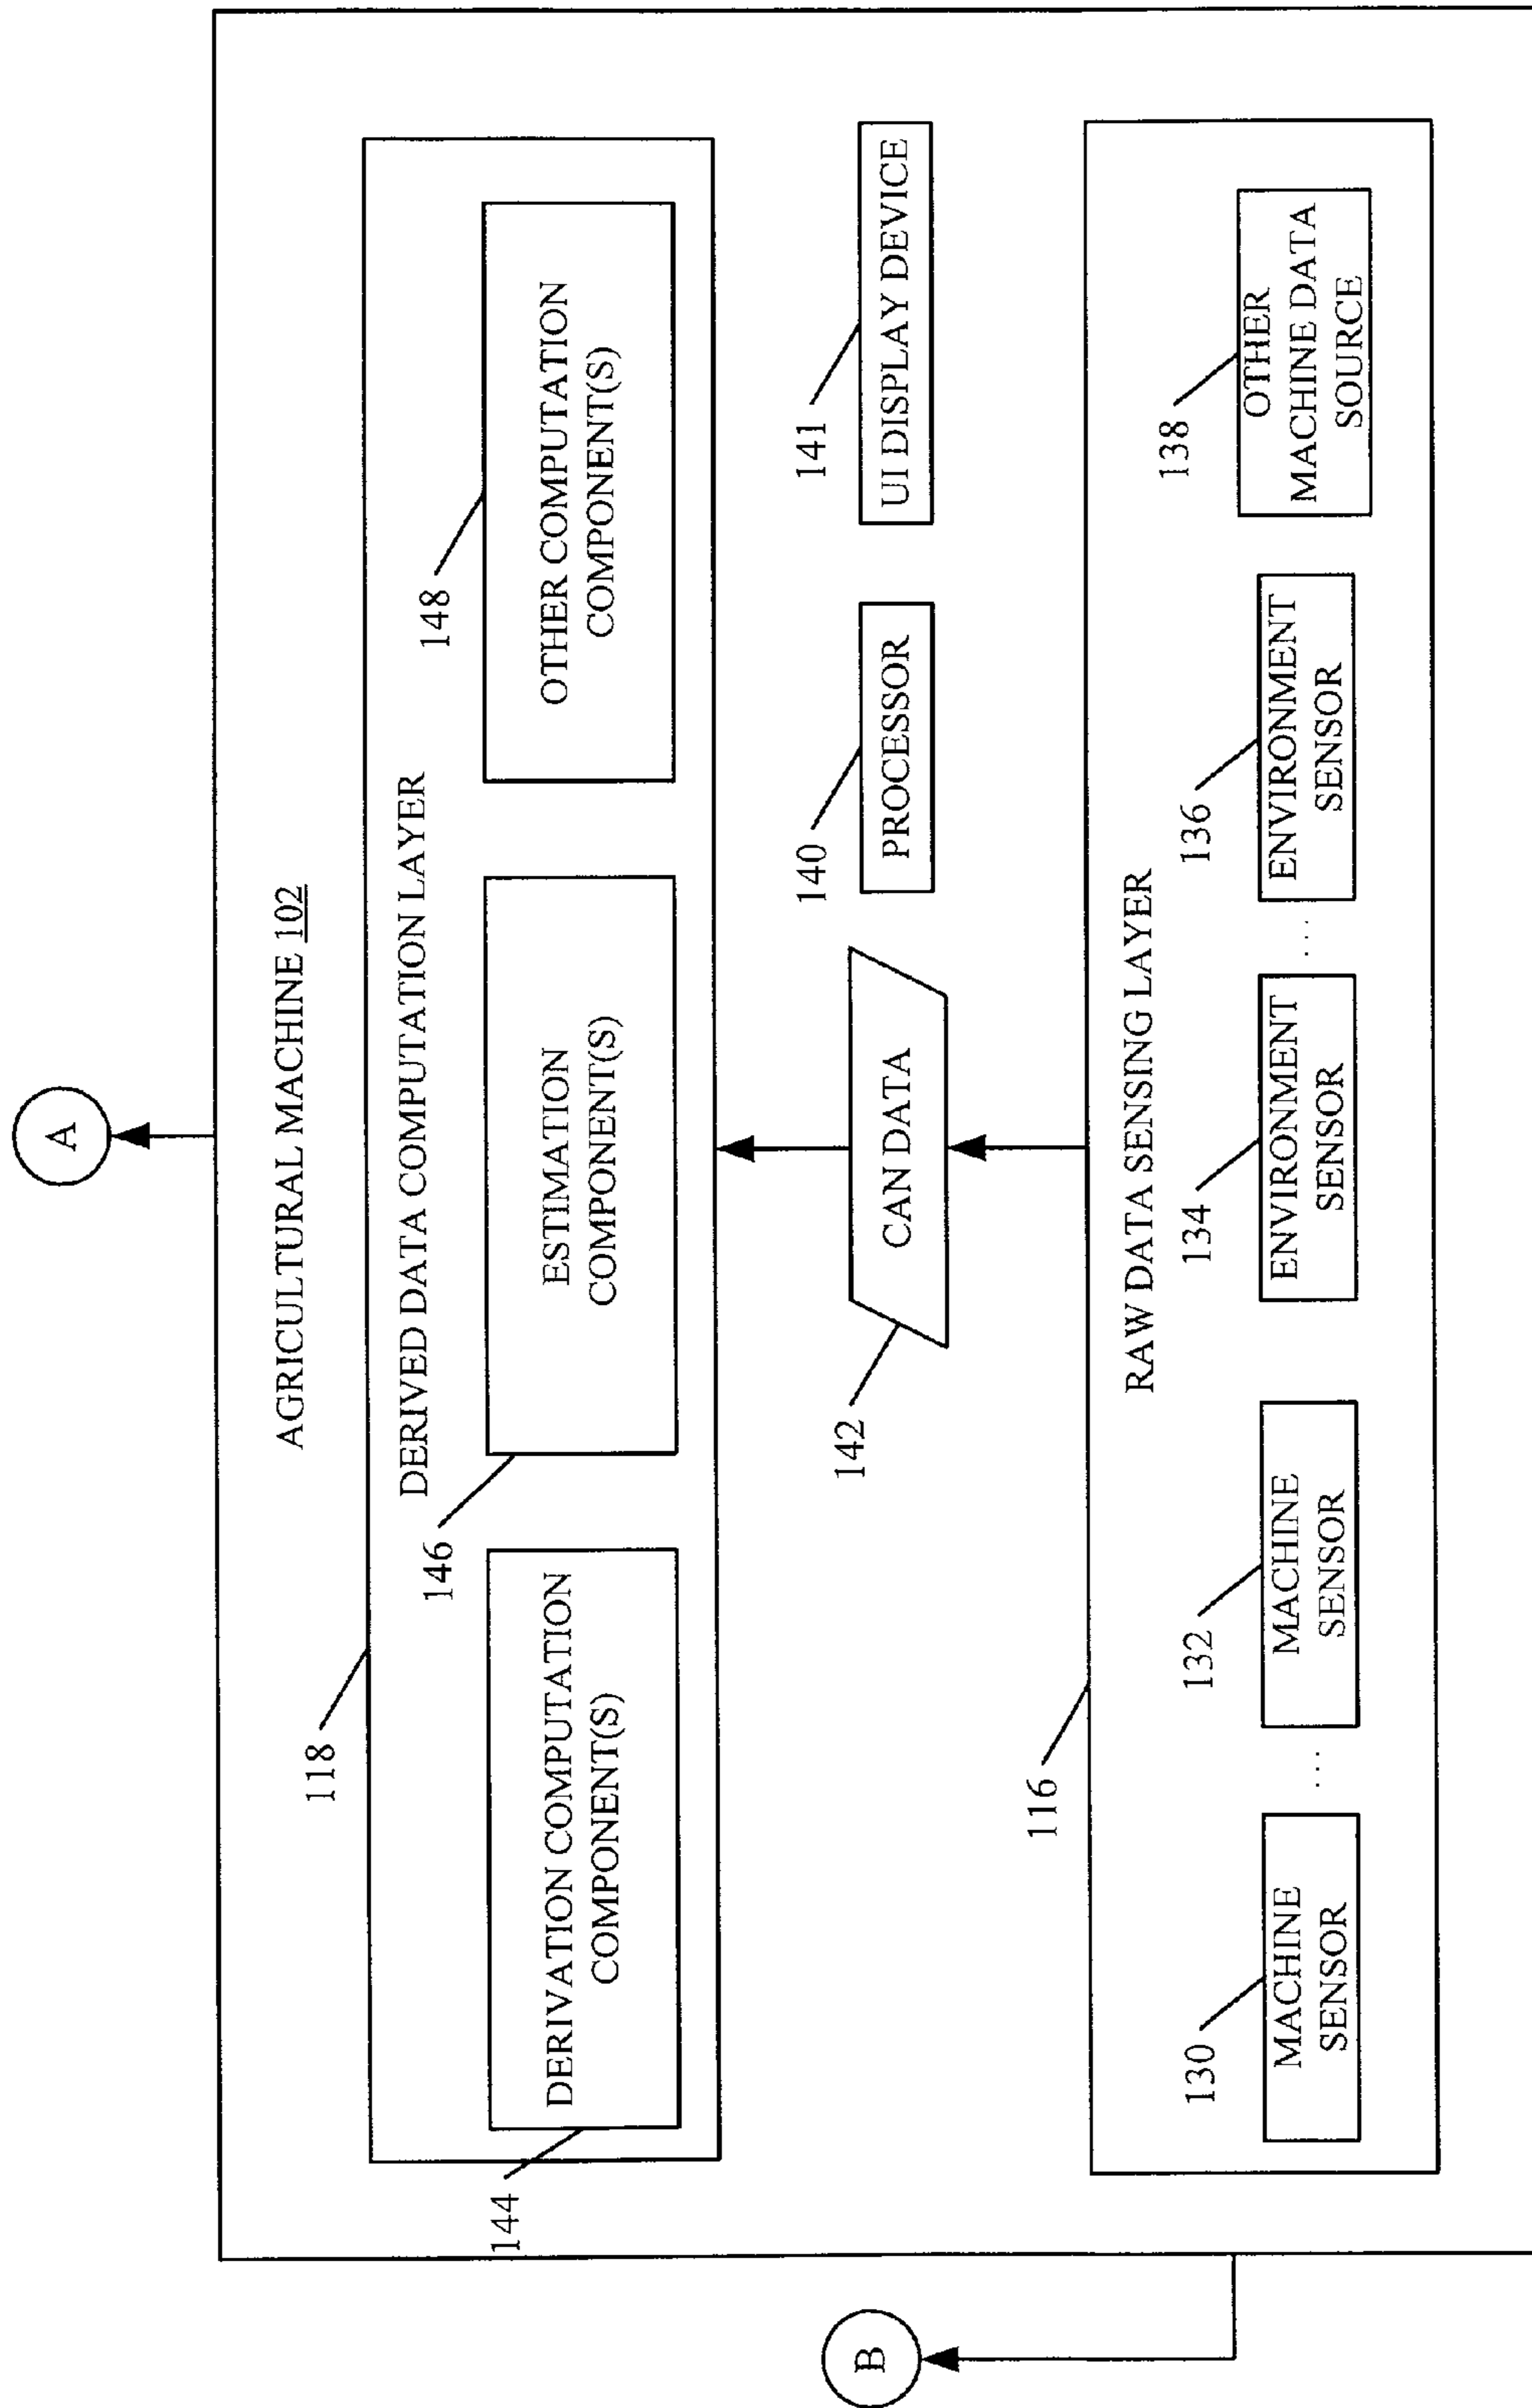 A
AGRICULTURAL MACHINE 102
118
DERIVED DATA COMPUTATION LAYER
144
DERIVATION COMPUTATION
COMPONENT(S)
146
ESTIMATION
COMPONENT(S)
148
OTHER COMPUTATION
COMPONENT(S)
B
142
CAN DATA
140
PROCESSOR
141
UI DISPLAY DEVICE
116
RAW DATA SENSING LAYER
130
MACHINE
SENSOR
...
132
MACHINE
SENSOR
134
ENVIRONMENT
SENSOR
...
136
ENVIRONMENT
SENSOR
138
OTHER
MACHINE DATA
SOURCE